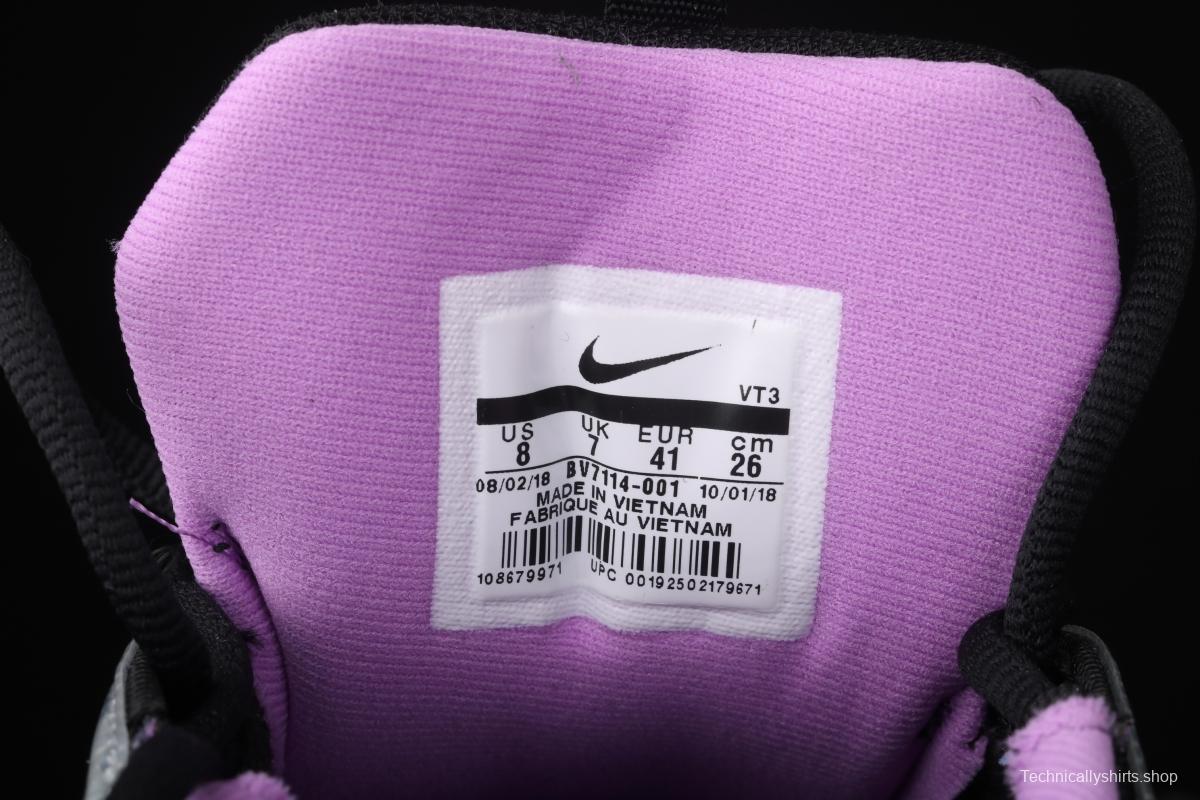 VT3
US UK EUR cm
8 7 41 26
08/02/18 BV7114-001 10/01/18
MADE IN VIETNAM
FABRIQUE AU VIETNAM
108679971 UPC 00192502179671
Technicallyshirts.shop